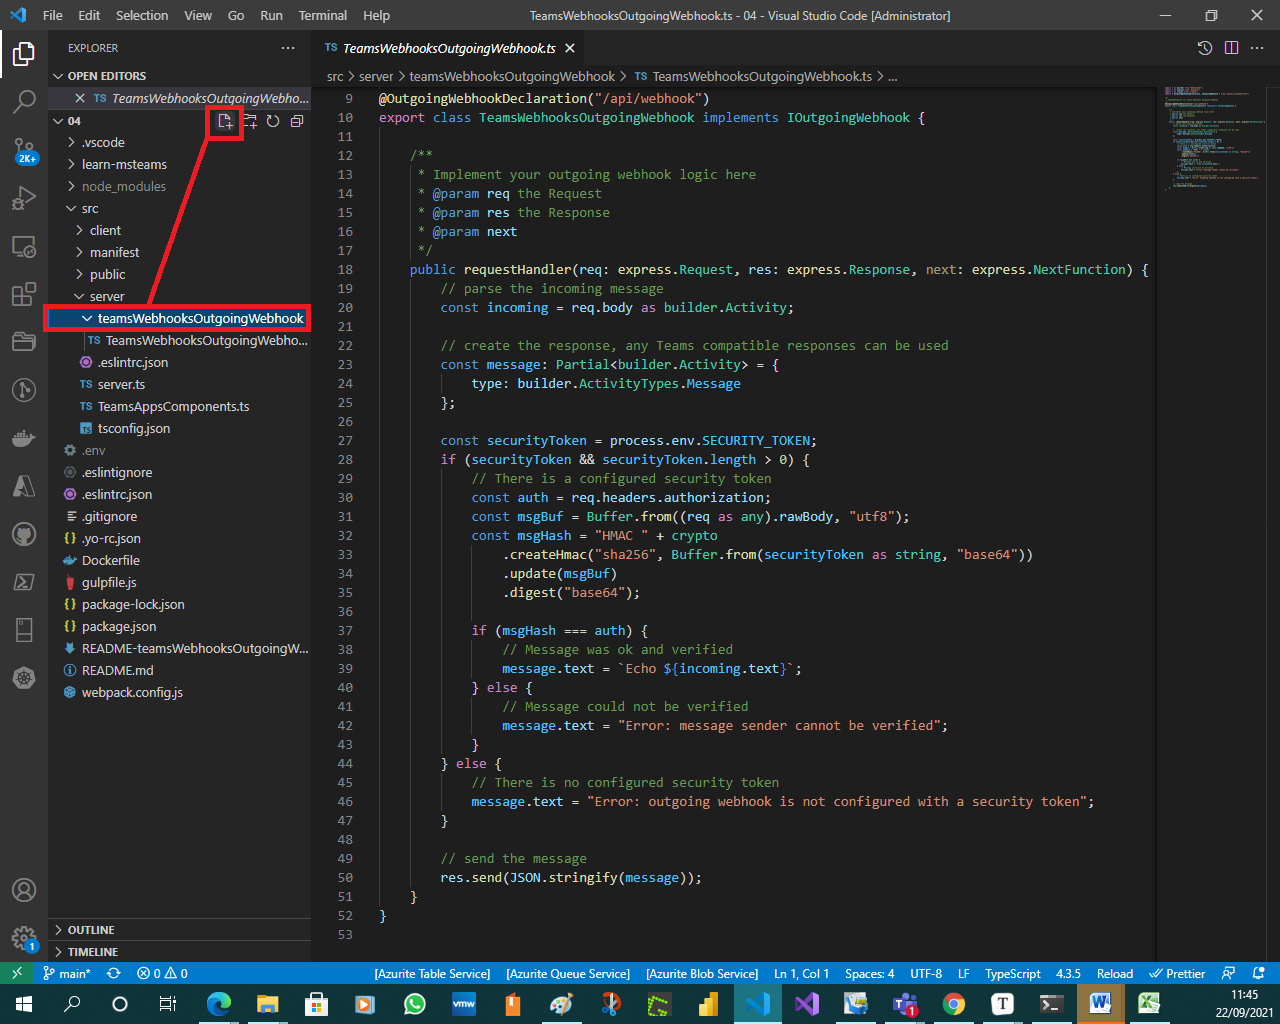 File Edit Selection View Go Run Terminal Help
TeamsWebhooksOutgoingWebhook.ts - 04 - Visual Studio Code [Administrator]
EXPLORER
OPEN EDITORS
TS TeamsWebhooksOutgoingWebho...
04
.vscode
learn-msteams
node_modules
src
client
manifest
public
server
teamsWebhooksOutgoingWebhook
TS TeamsWebhooksOutgoingWebho...
.eslintrc.json
TS server.ts
TS TeamsAppsComponents.ts
TS tsconfig.json
.env
.eslintignore
.eslintrc.json
.gitignore
{} .yo-rc.json
Dockerfile
gulpfile.js
{} package-lock.json
{} package.json
README-teamsWebhooksOutgoingW...
README.md
webpack.config.js
OUTLINE
TIMELINE
2K+
1
TS TeamsWebhooksOutgoingWebhook.ts
src > server > teamsWebhooksOutgoingWebhook > TS TeamsWebhooksOutgoingWebhook.ts > ...
9 @OutgoingWebhookDeclaration("/api/webhook")
10 export class TeamsWebhooksOutgoingWebhook implements IOutgoingWebhook {
11
12 /**
13 * Implement your outgoing webhook logic here
14 * @param req the Request
15 * @param res the Response
16 * @param next
17 */
18 public requestHandler(req: express.Request, res: express.Response, next: express.NextFunction) {
19 // parse the incoming message
20 const incoming = req.body as builder.Activity;
21
22 // create the response, any Teams compatible responses can be used
23 const message: Partial<builder.Activity> = {
24 type: builder.ActivityTypes.Message
25 };
26
27 const securityToken = process.env.SECURITY_TOKEN;
28 if (securityToken && securityToken.length > 0) {
29 // There is a configured security token
30 const auth = req.headers.authorization;
31 const msgBuf = Buffer.from((req as any).rawBody, "utf8");
32 const msgHash = "HMAC " + crypto
33 .createHmac("sha256", Buffer.from(securityToken as string, "base64"))
34 .update(msgBuf)
35 .digest("base64");
36
37 if (msgHash === auth) {
38 // Message was ok and verified
39 message.text = `Echo ${incoming.text}`;
40 } else {
41 // Message could not be verified
42 message.text = "Error: message sender cannot be verified";
43 }
44 } else {
45 // There is no configured security token
46 message.text = "Error: outgoing webhook is not configured with a security token";
47 }
48
49 // send the message
50 res.send(JSON.stringify(message));
51 }
52 }
53
main* 0 0 [Azurite Table Service] [Azurite Queue Service] [Azurite Blob Service] Ln 1, Col 1 Spaces: 4 UTF-8 LF TypeScript 4.3.5 Reload Prettier
vmw T 1
11:45
22/09/2021